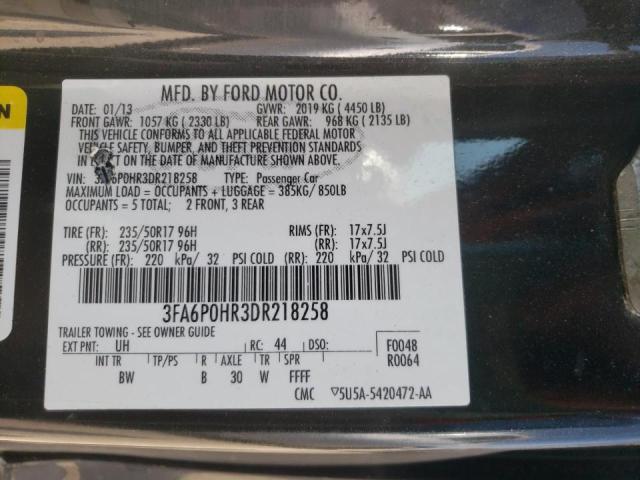 N
MFD. BY FORD MOTOR CO.
DATE: 01/13 GVWR: 2019 KG ( 4450 LB)
FRONT GAWR: 1057 KG ( 2330 LB) REAR GAWR: 968 KG ( 2135 LB)
THIS VEHICLE CONFORMS TO ALL APPLICABLE FEDERAL MOTOR
VEHICLE SAFETY, BUMPER, AND THEFT PREVENTION STANDARDS
IN EFFECT ON THE DATE OF MANUFACTURE SHOWN ABOVE.
VIN: 3FA6P0HR3DR218258 TYPE: Passenger Car
MAXIMUM LOAD = OCCUPANTS + LUGGAGE = 385KG/ 850LB
OCCUPANTS = 5 TOTAL; 2 FRONT, 3 REAR
TIRE (FR): 235/50R17 96H RIMS (FR): 17x7.5J
(RR): 235/50R17 96H (RR): 17x7.5J
PRESSURE (FR): 220 kPa/ 32 PSI COLD (RR): 220 kPa/ 32 PSI COLD
3FA6P0HR3DR218258
TRAILER TOWING - SEE OWNER GUIDE
EXT PNT: UH RC: 44 DSO: F0048
INT TR TP/PS R AXLE TR SPR R0064
BW B 30 W FFFF
CMC ▽5U5A-5420472-AA